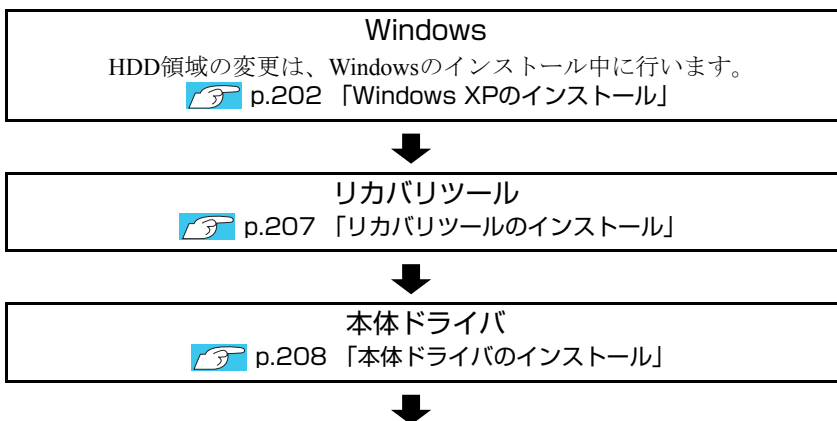 Windows
HDD領域の変更は、Windowsのインストール中に行います。
p.202 「Windows XPのインストール」
リカバリツール
p.207 「リカバリツールのインストール」
本体ドライバ
p.208 「本体ドライバのインストール」